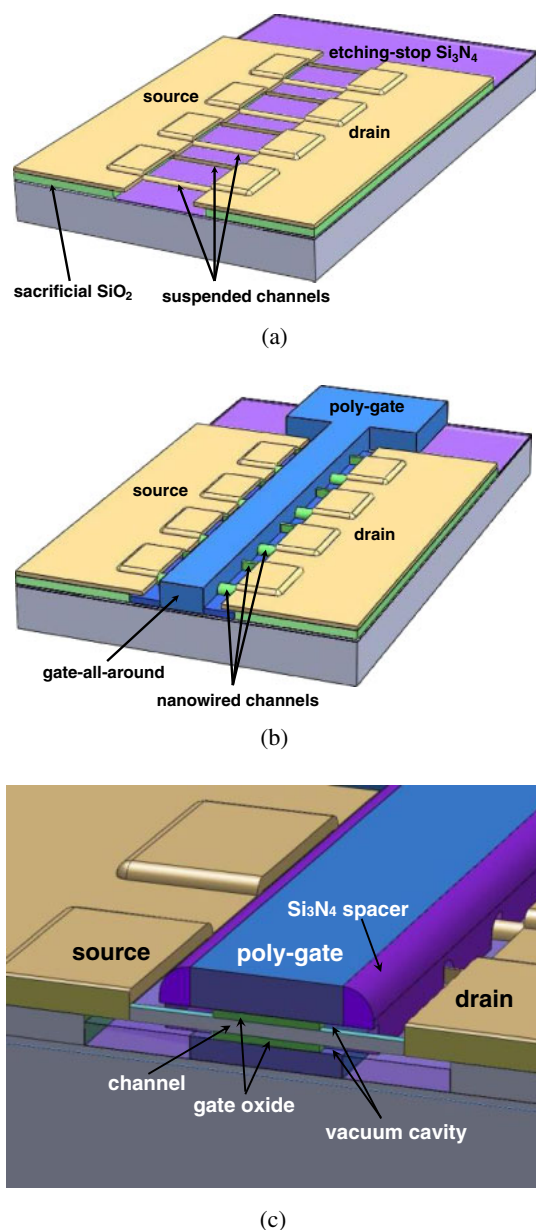 etching-stop Si₃N₄
source
drain
sacrificial SiO₂
suspended channels
(a)
poly-gate
source
drain
gate-all-around
nanowired channels
(b)
Si₃N₄ spacer
source
poly-gate
drain
channel
gate oxide
vacuum cavity
(c)